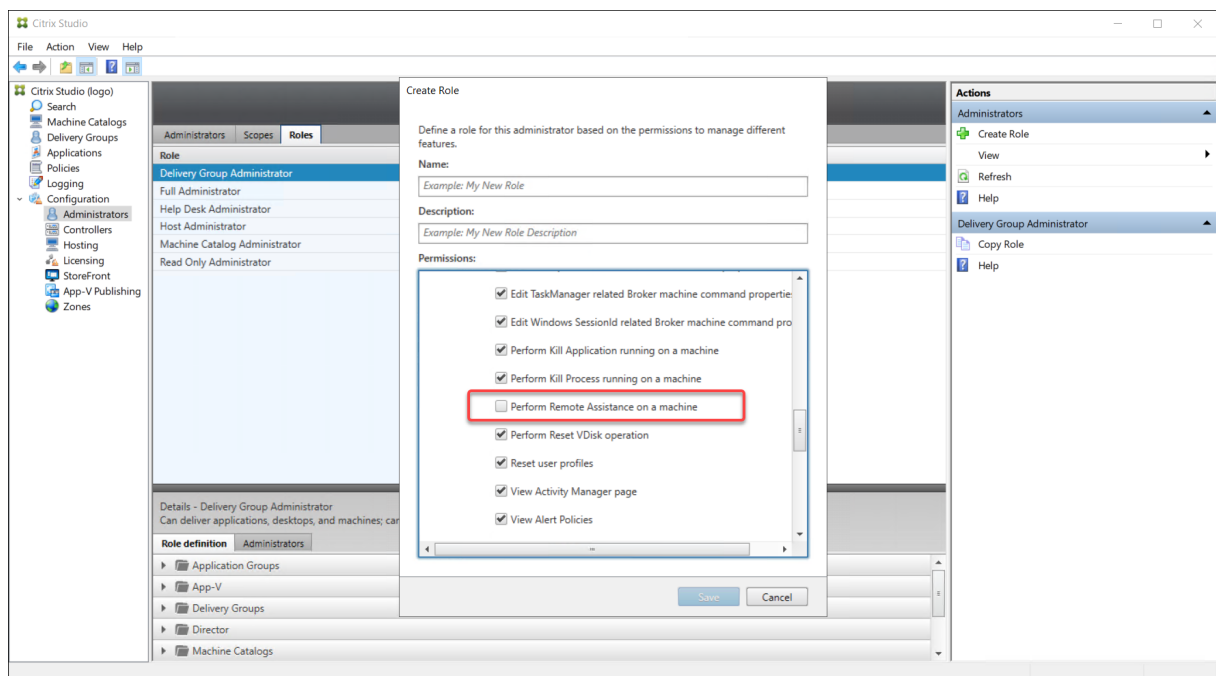 Citrix Studio
File Action View Help
Citrix Studio (logo)
Search
Machine Catalogs
Delivery Groups
Applications
Policies
Logging
Configuration
Administrators
Controllers
Hosting
Licensing
StoreFront
App-V Publishing
Zones
Administrators Scopes Roles
Role
Delivery Group Administrator
Full Administrator
Help Desk Administrator
Host Administrator
Machine Catalog Administrator
Read Only Administrator
Details - Delivery Group Administrator
Can deliver applications, desktops, and machines; car
Role definition Administrators
Application Groups
App-V
Delivery Groups
Director
Machine Catalogs
Create Role
Define a role for this administrator based on the permissions to manage different
features.
Name:
Example: My New Role
Description:
Example: My New Role Description
Permissions:
Edit TaskManager related Broker machine command propertie
Edit Windows SessionId related Broker machine command pro
Perform Kill Application running on a machine
Perform Kill Process running on a machine
Perform Remote Assistance on a machine
Perform Reset VDisk operation
Reset user profiles
View Activity Manager page
View Alert Policies
Save Cancel
Actions
Administrators
Create Role
View
Refresh
Help
Delivery Group Administrator
Copy Role
Help